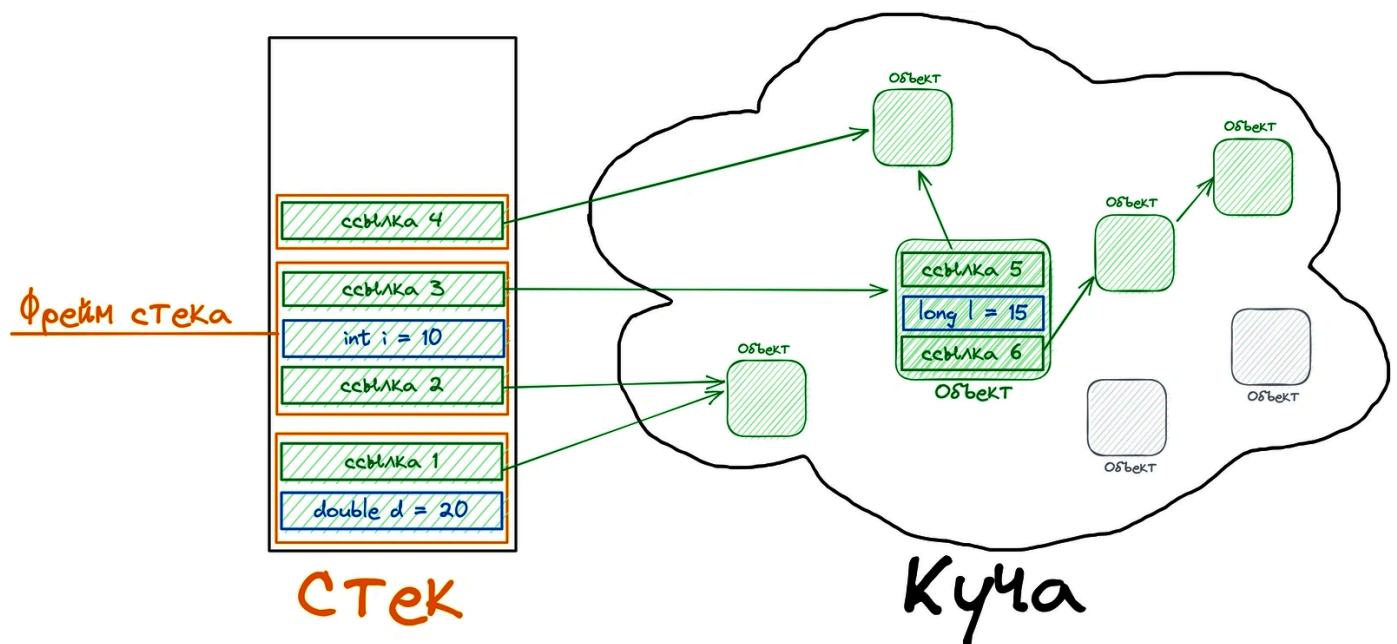 Фрейм стека
ссылка 4
ссылка 3
int i = 10
ссылка 2
ссылка 1
double d = 20
Стек
Объект
Объект
Объект
ссылка 5
long l = 15
ссылка 6
Объект
Объект
Объект
Объект
Куча